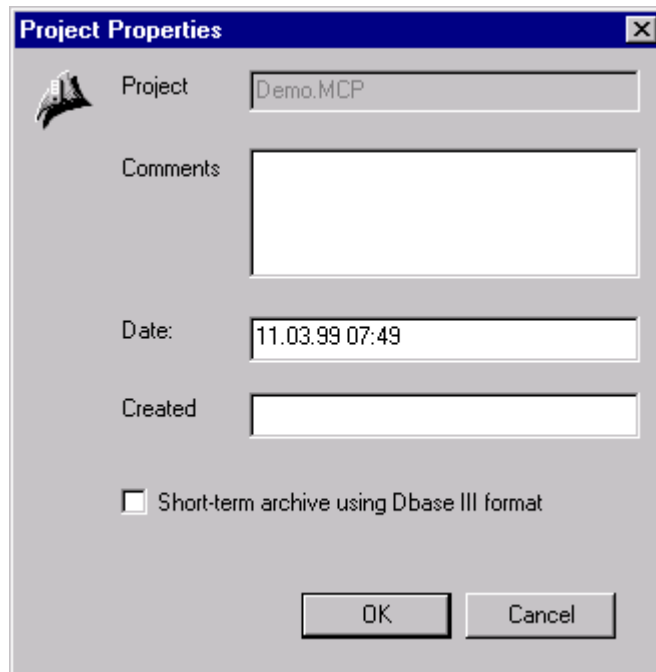 Project Properties
Project
Demo.MCP
Comments
Date:
11.03.99 07:49
Created
Short-term archive using Dbase III format
OK
Cancel